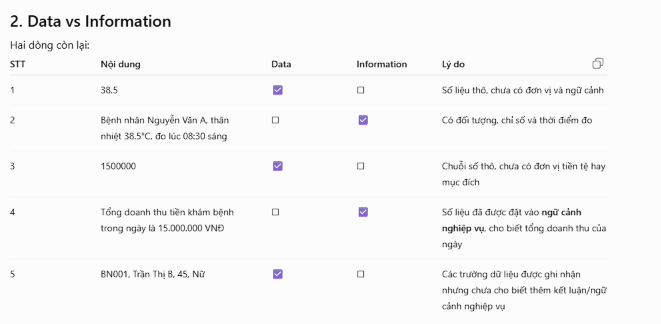 2. Data vs Information
Hai dòng còn lại:
STT Nội dung Data Information Lý do
1 38.5 Số liệu thô, chưa có đơn vị và ngữ cảnh
2 Bệnh nhân Nguyễn Văn A, thân nhiệt 38.5°C, đo lúc 08:30 sáng Có đối tượng, chỉ số và thời điểm đo
3 1500000 Chuỗi số thô, chưa có đơn vị tiền tệ hay mục đích
4 Tổng doanh thu tiền khám bệnh trong ngày là 15.000.000 VNĐ Số liệu đã được đặt vào ngữ cảnh nghiệp vụ, cho biết tổng doanh thu của ngày
5 BN001, Trần Thị B, 45, Nữ Các trường dữ liệu được ghi nhận nhưng chưa cho biết thêm kết luận/ngữ cảnh nghiệp vụ